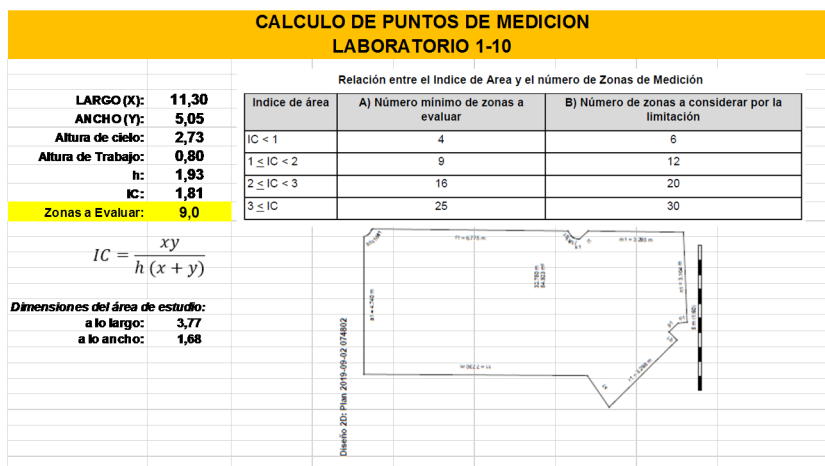 CALCULO DE PUNTOS DE MEDICION
LABORATORIO 1-10
LARGO (X): 11,30
ANCHO (Y): 5,05
Altura de cielo: 2,73
Altura de Trabajo: 0,80
h: 1,93
IC: 1,81
Zonas a Evaluar: 9,0
IC = xy / h (x + y)
Dimensiones del área de estudio:
a lo largo: 3,77
a lo ancho: 1,68
Relación entre el Indice de Area y el número de Zonas de Medición
Indice de área A) Número mínimo de zonas a evaluar B) Número de zonas a considerar por la limitación
IC < 1 4 6
1 ≤ IC < 2 9 12
2 ≤ IC < 3 16 20
3 ≤ IC 25 30
Diseño 2D: Plan 2019-09-02 074802